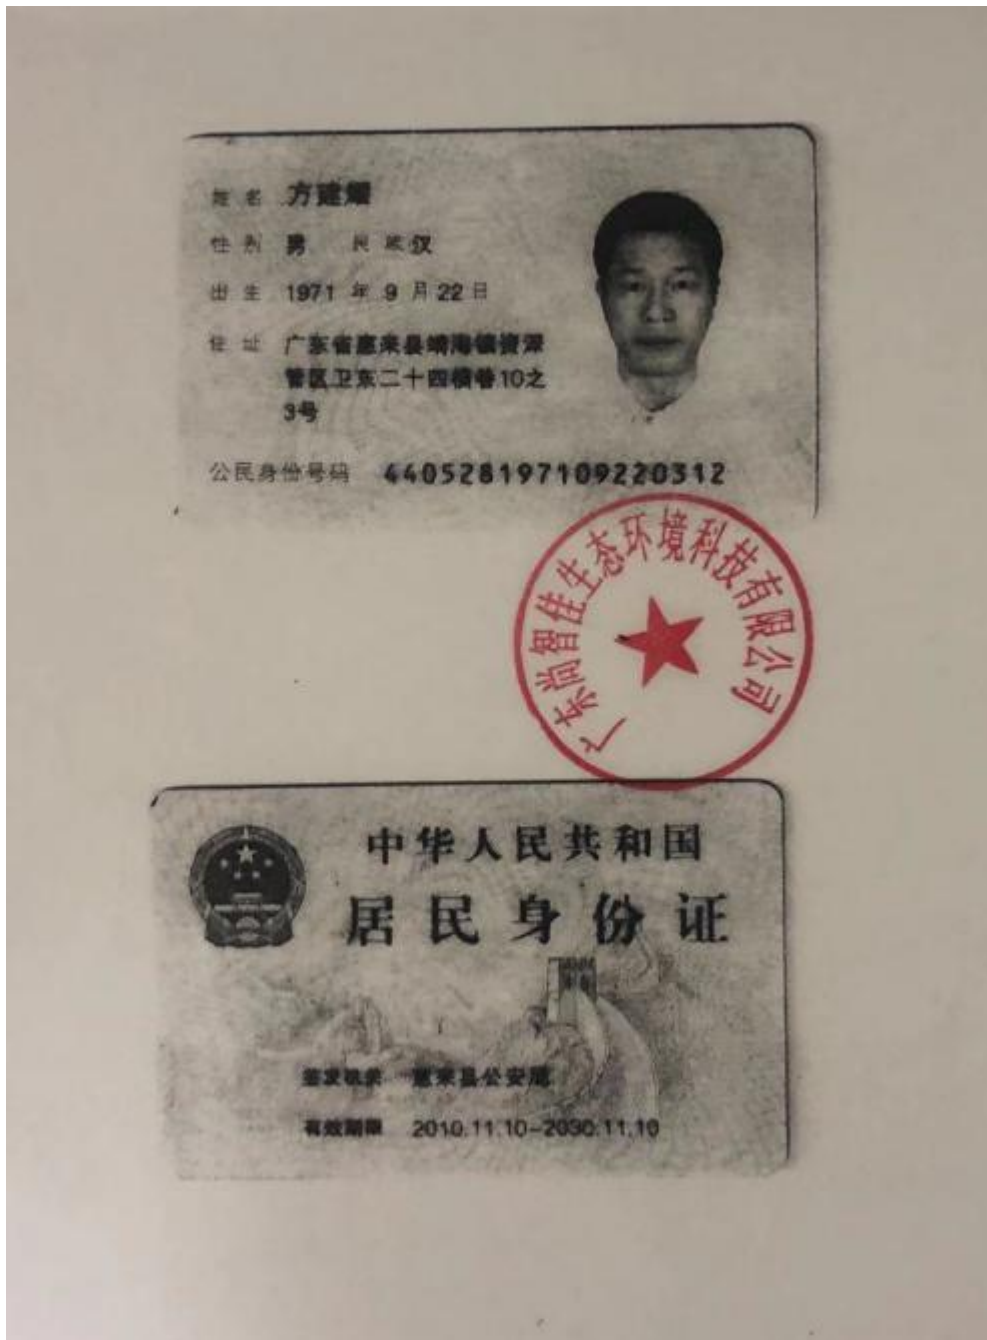 姓名 方建
性别 男 民族 汉
出生 1971 年 9 月 22 日
住址 广东省惠来县靖海镇资深
管区卫东二十四横巷10之
3号
公民身份号码 440528197109220312
广东尚智佳生态环境科技有限公司
中华人民共和国
居民身份证
签发机关 惠来县公安局
有效期限 2010.11.10-2030.11.10